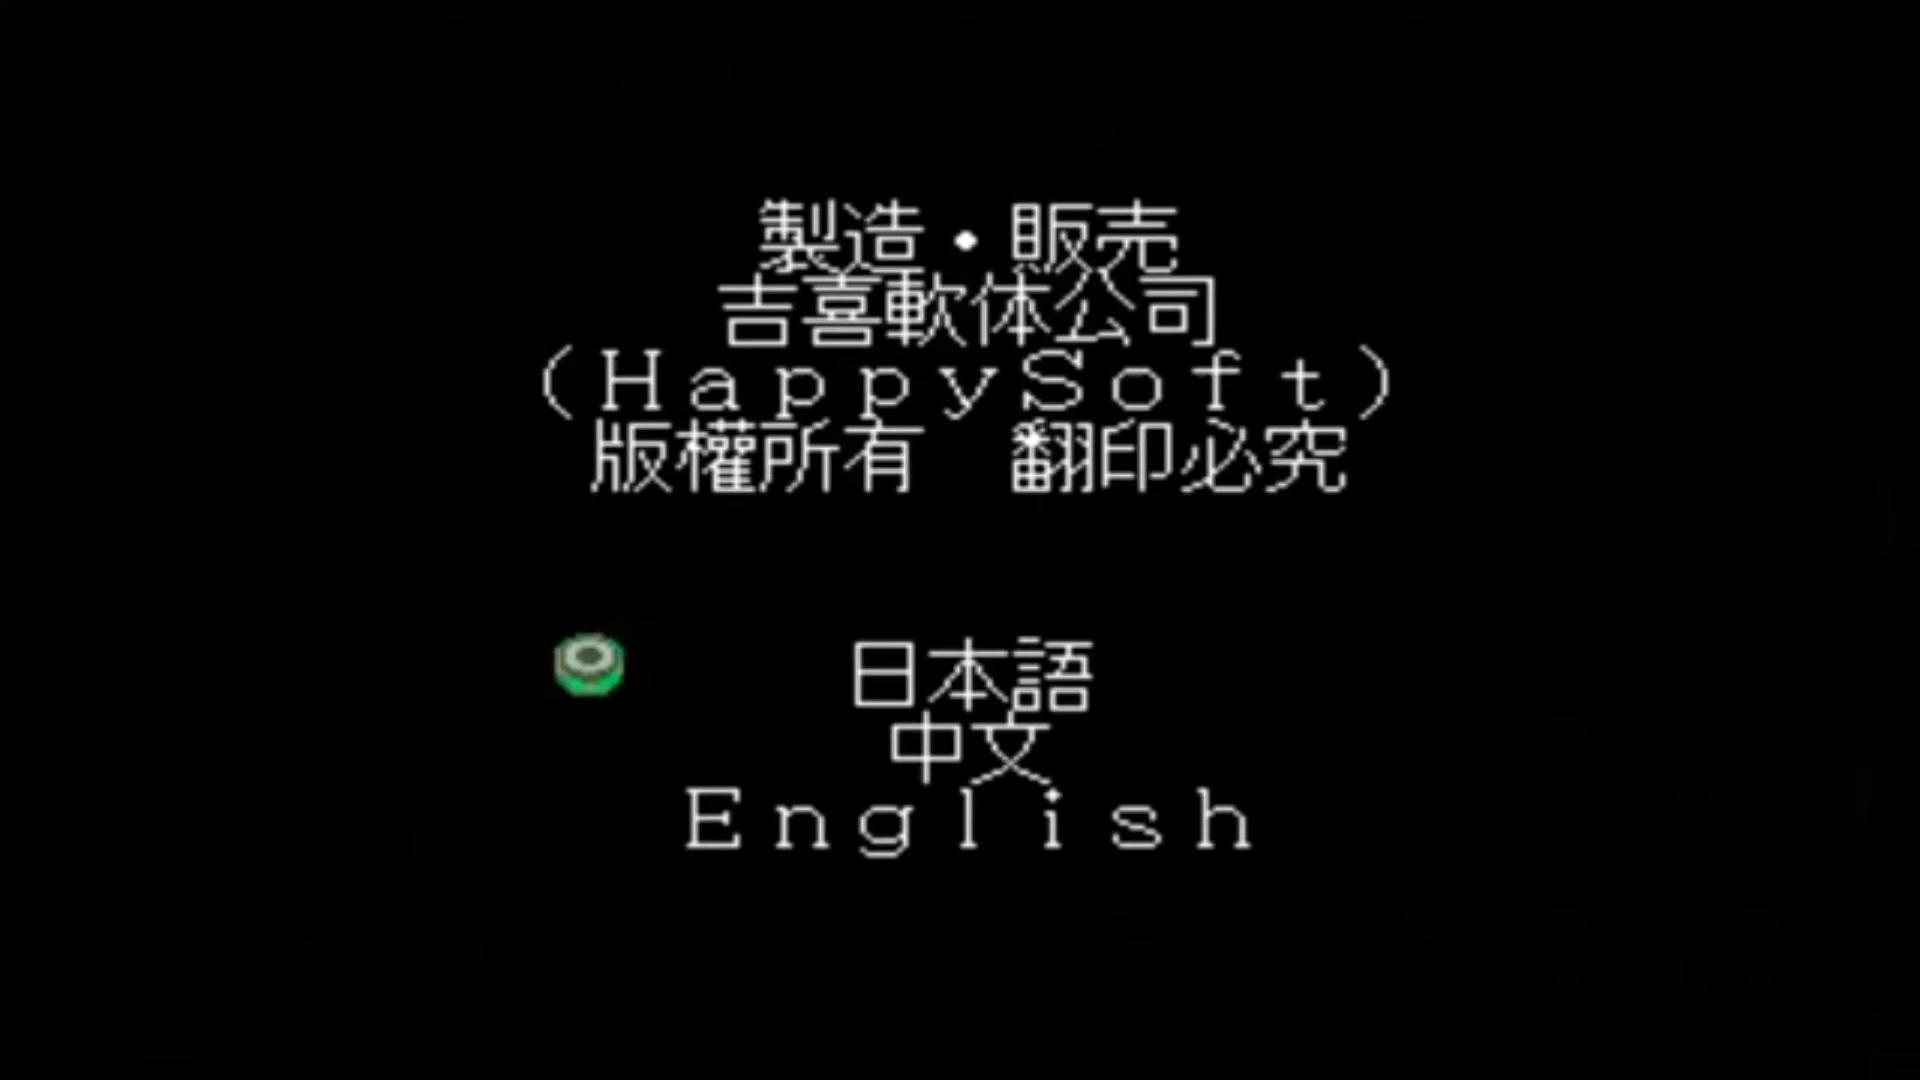 製造・販売
吉喜軟体公司
(HappySoft)
版權所有　翻印必究
日本語
中文
English